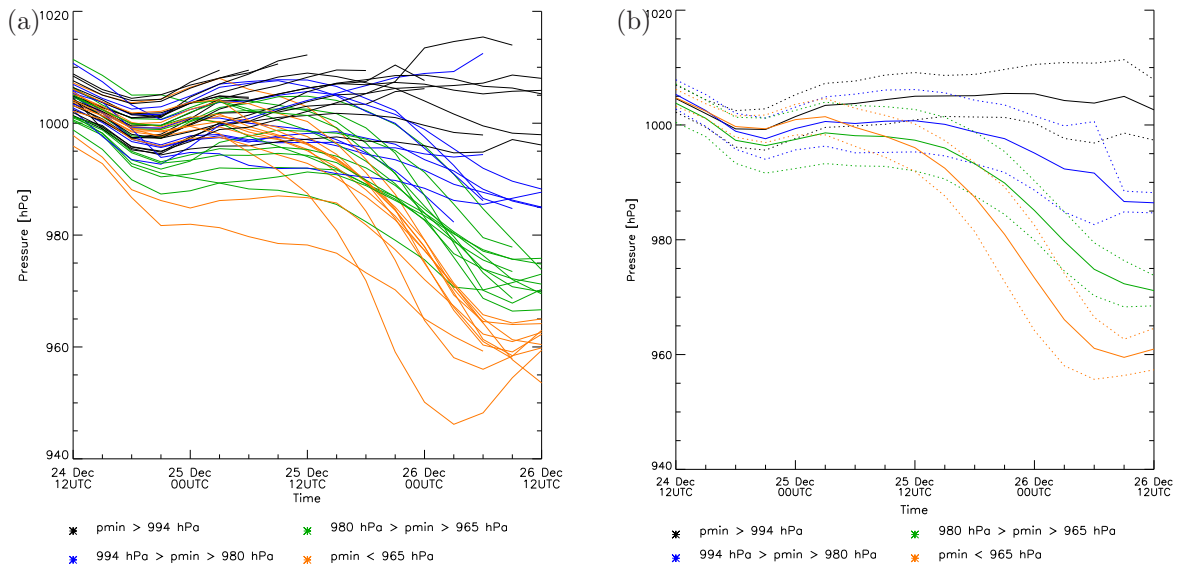 (a)
1020
1000
980
960
940
Pressure [hPa]
24 Dec
12UTC
25 Dec
00UTC
25 Dec
12UTC
26 Dec
00UTC
26 Dec
12UTC
Time
pmin > 994 hPa
980 hPa > pmin > 965 hPa
994 hPa > pmin > 980 hPa
pmin < 965 hPa
(b)
1020
1000
980
960
940
Pressure [hPa]
24 Dec
12UTC
25 Dec
00UTC
25 Dec
12UTC
26 Dec
00UTC
26 Dec
12UTC
Time
pmin > 994 hPa
980 hPa > pmin > 965 hPa
994 hPa > pmin > 980 hPa
pmin < 965 hPa